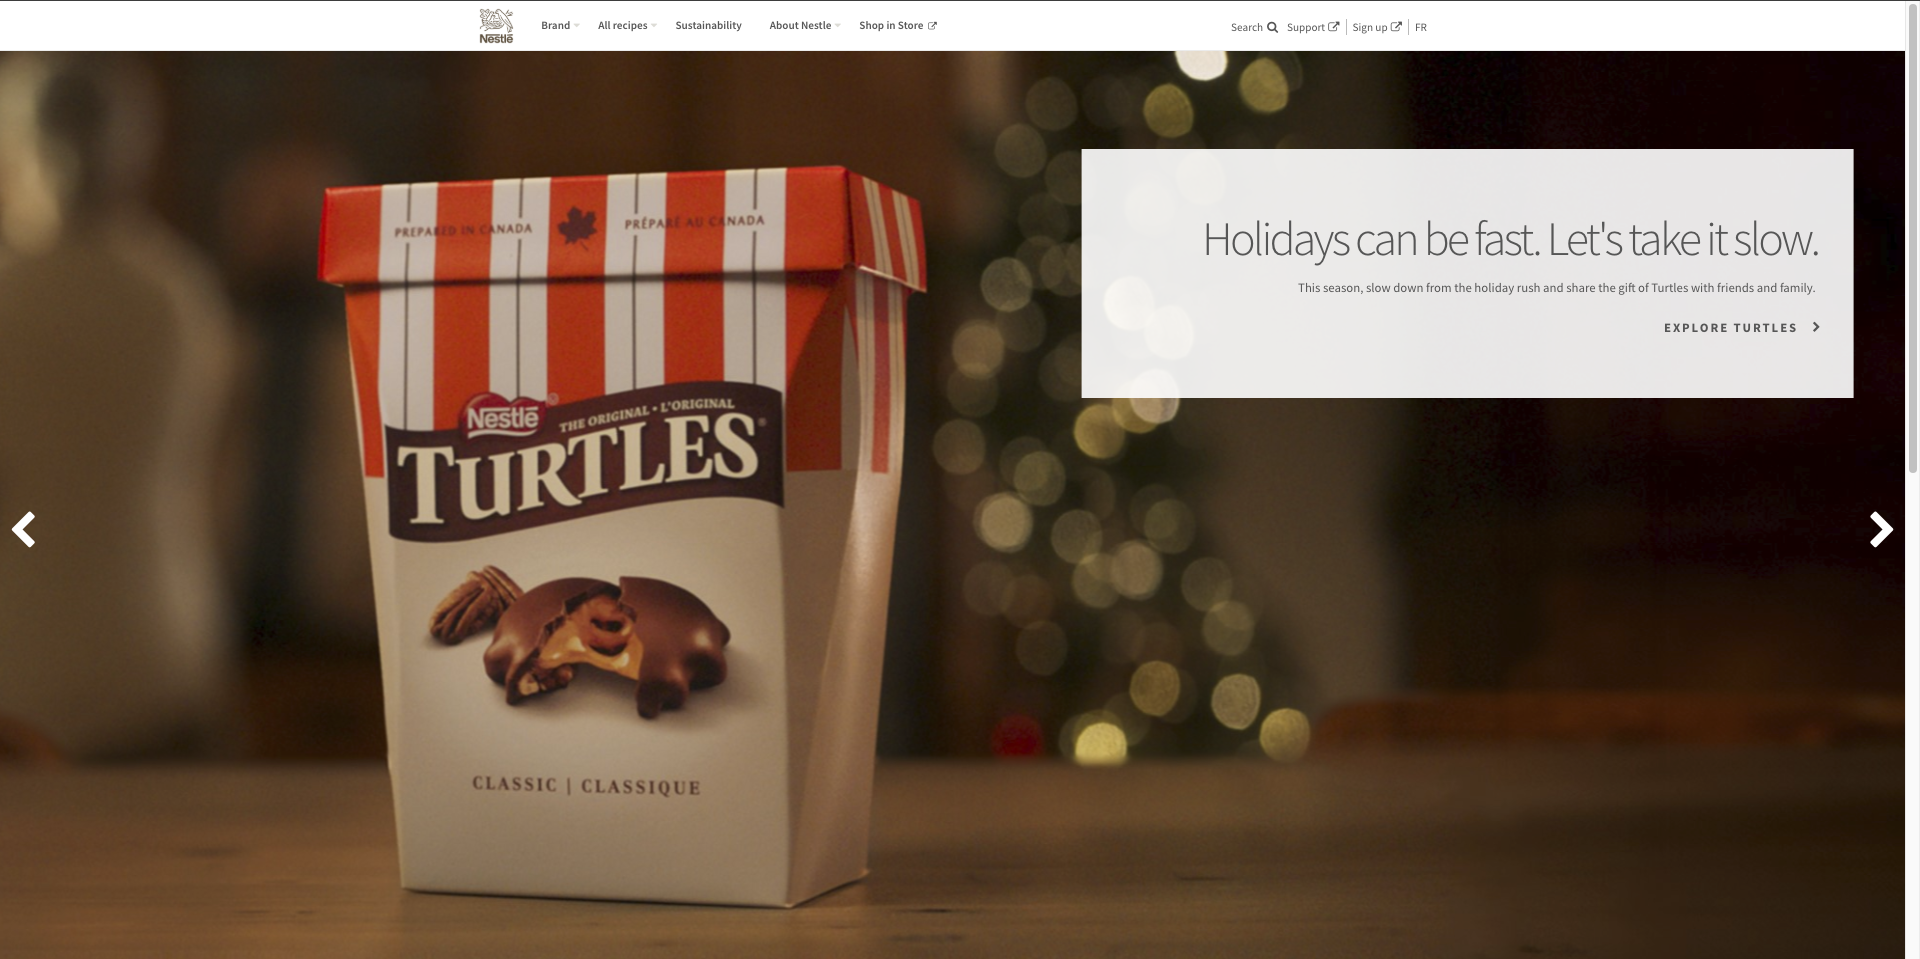 Nestlé
Brand
All recipes
Sustainability
About Nestle
Shop in Store
Search
Support
Sign up
FR
PREPARED IN CANADA
PRÉPARÉ AU CANADA
Holidays can be fast. Let's take it slow.
This season, slow down from the holiday rush and share the gift of Turtles with friends and family.
EXPLORE TURTLES
Nestlé
THE ORIGINAL • L'ORIGINAL
TURTLES®
CLASSIC | CLASSIQUE